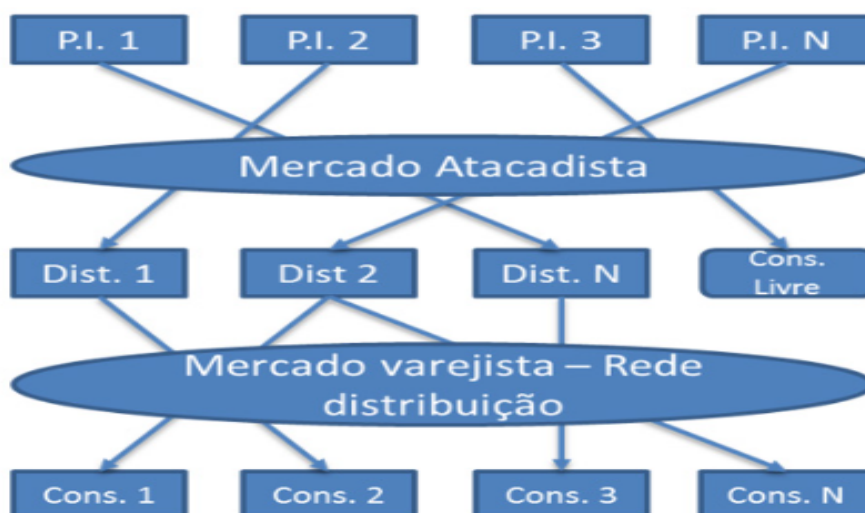 P.I. 1
P.I. 2
P.I. 3
P.I. N
Mercado Atacadista
Dist. 1
Dist 2
Dist. N
Cons.
Livre
Mercado varejista – Rede
distribuição
Cons. 1
Cons. 2
Cons. 3
Cons. N